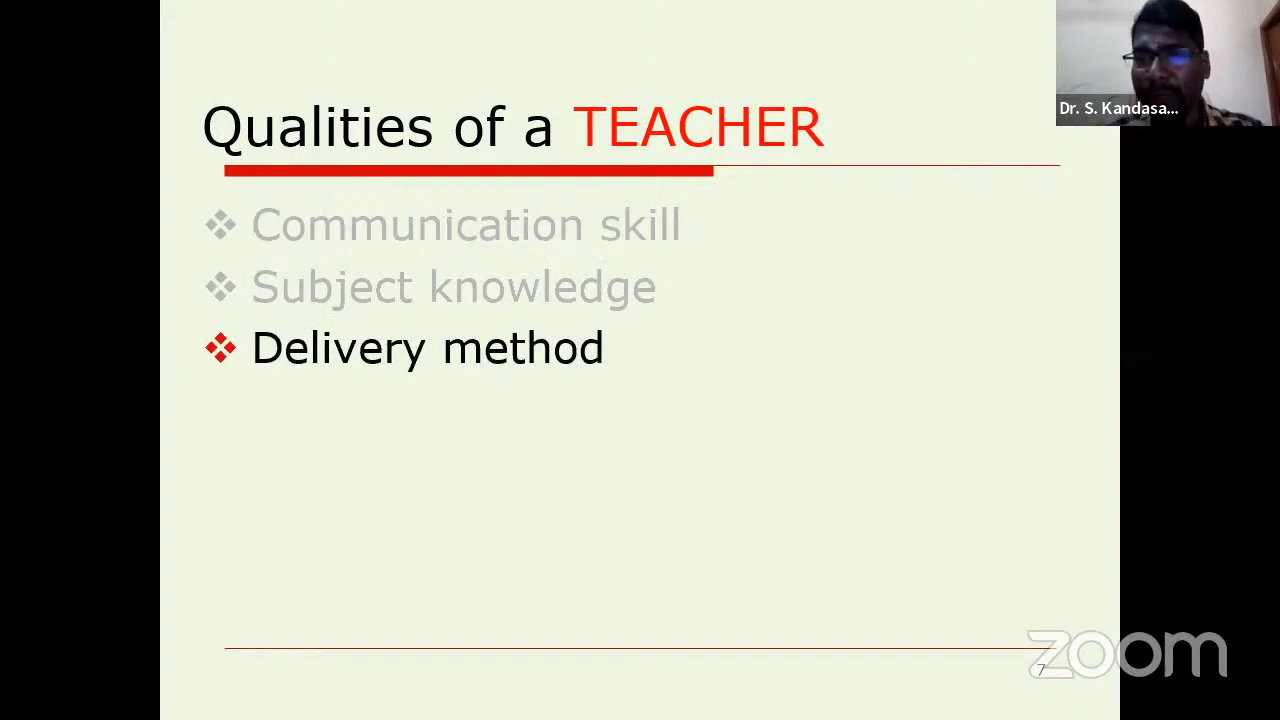 Qualities of a TEACHER
Communication skill
Subject knowledge
Delivery method
Dr. S. Kandasa...
7
zoom